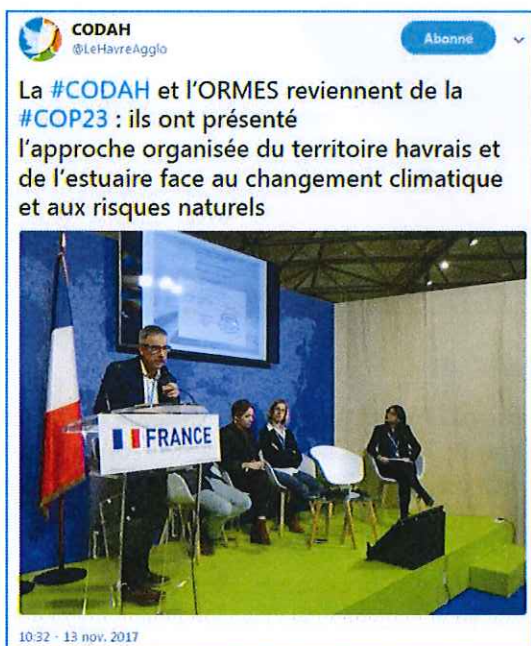 CODAH
@LeHavreAgglo
Abonné
La #CODAH et l'ORMES reviennent de la
#COP23 : ils ont présenté
l'approche organisée du territoire havrais et
de l'estuaire face au changement climatique
et aux risques naturels
FRANCE
10:32 - 13 nov. 2017